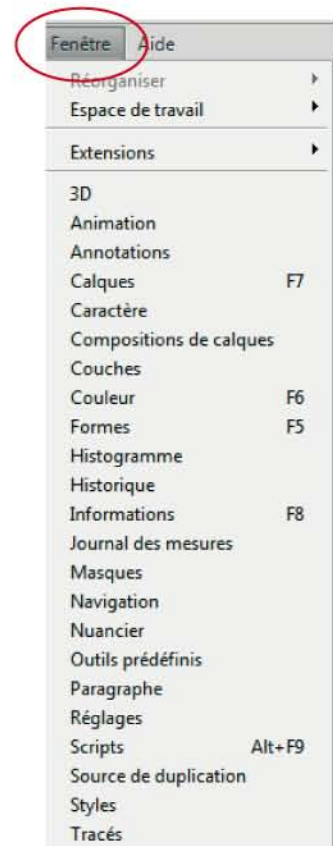 Fenêtre Aide
Réorganiser
Espace de travail
Extensions
3D
Animation
Annotations
Calques F7
Caractère
Compositions de calques
Couches
Couleur F6
Formes F5
Histogramme
Historique
Informations F8
Journal des mesures
Masques
Navigation
Nuancier
Outils prédéfinis
Paragraphe
Réglages
Scripts Alt+F9
Source de duplication
Styles
Tracés